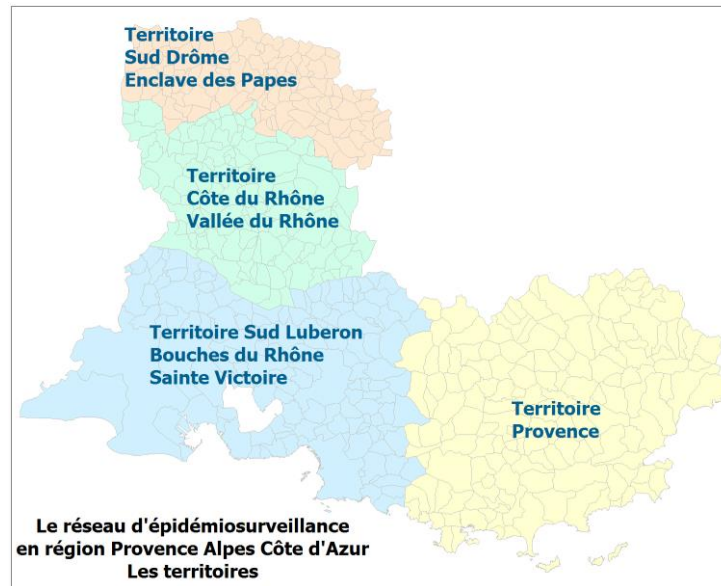 Territoire
Sud Drôme
Enclave des Papes
Territoire
Côte du Rhône
Vallée du Rhône
Territoire Sud Luberon
Bouches du Rhône
Sainte Victoire
Territoire
Provence
Le réseau d'épidémiosurveillance
en région Provence Alpes Côte d'Azur
Les territoires